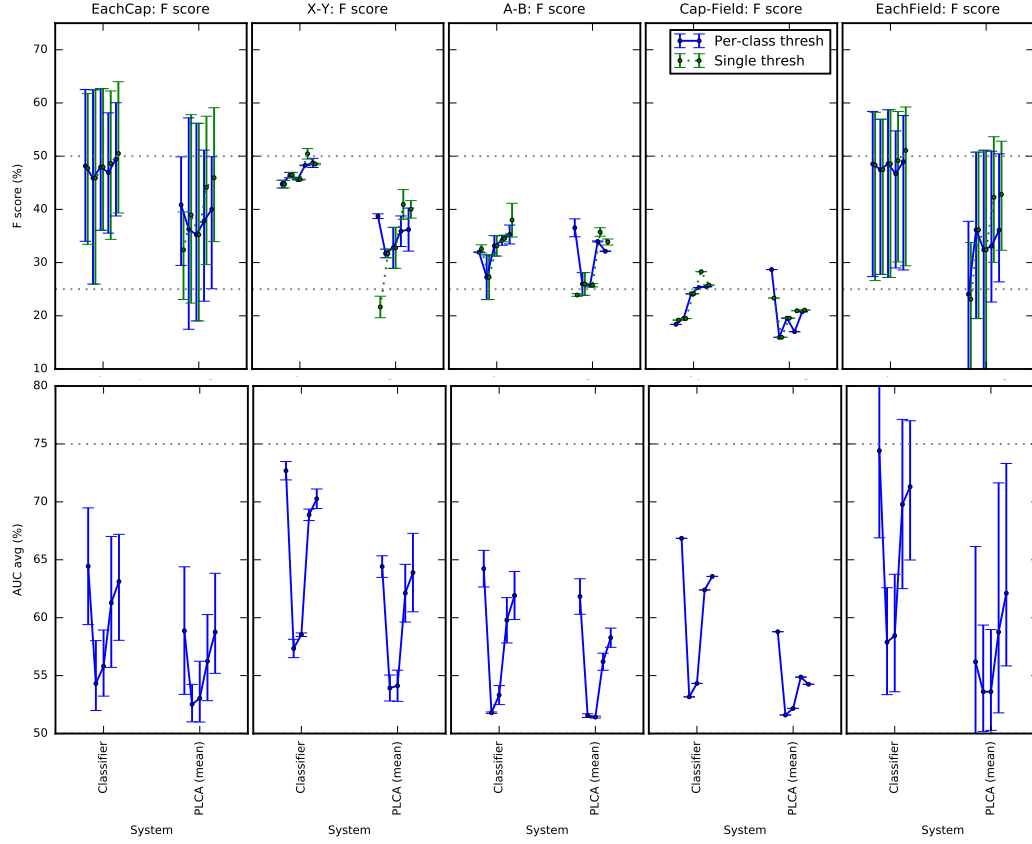 EachCap: F score X-Y: F score A-B: F score Cap-Field: F score EachField: F score
Per-class thresh
Single thresh
F score (%)
70
60
50
40
30
20
10
AUC avg (%)
80
75
70
65
60
55
50
Classifier PLCA (mean) Classifier PLCA (mean) Classifier PLCA (mean) Classifier PLCA (mean) Classifier PLCA (mean)
System System System System System